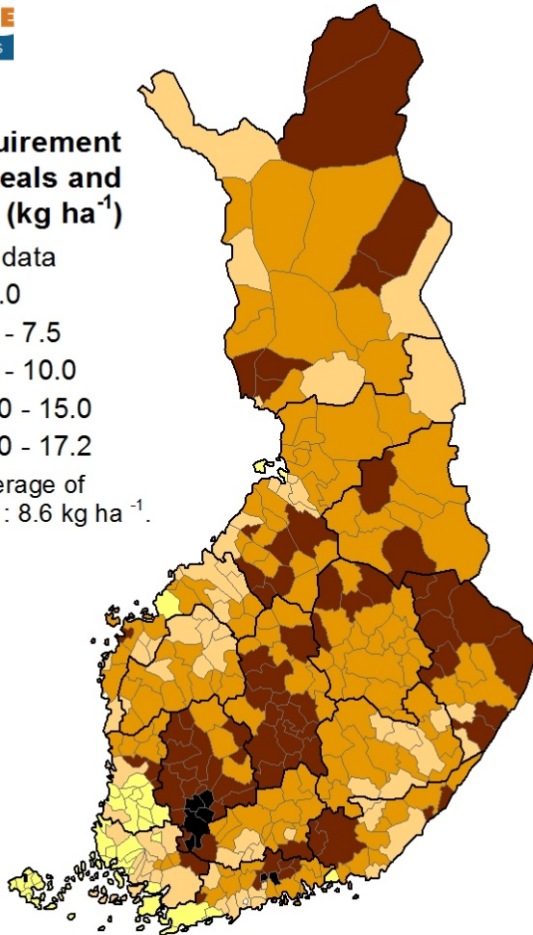 E
s
uirement
eals and
(kg ha⁻¹)
data
.0
- 7.5
- 10.0
0 - 15.0
0 - 17.2
erage of
: 8.6 kg ha ⁻¹.